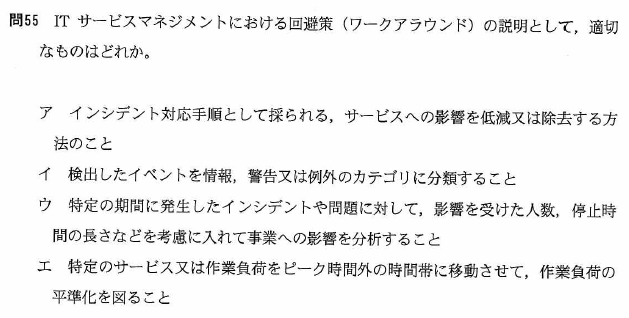 問55 IT サービスマネジメントにおける回避策（ワークアラウンド）の説明として，適切
なものはどれか。
ア インシデント対応手順として採られる，サービスへの影響を低減又は除去する方
法のこと
イ 検出したイベントを情報，警告又は例外のカテゴリに分類すること
ウ 特定の期間に発生したインシデントや問題に対して，影響を受けた人数，停止時
間の長さなどを考慮に入れて事業への影響を分析すること
エ 特定のサービス又は作業負荷をピーク時間外の時間帯に移動させて，作業負荷の
平準化を図ること